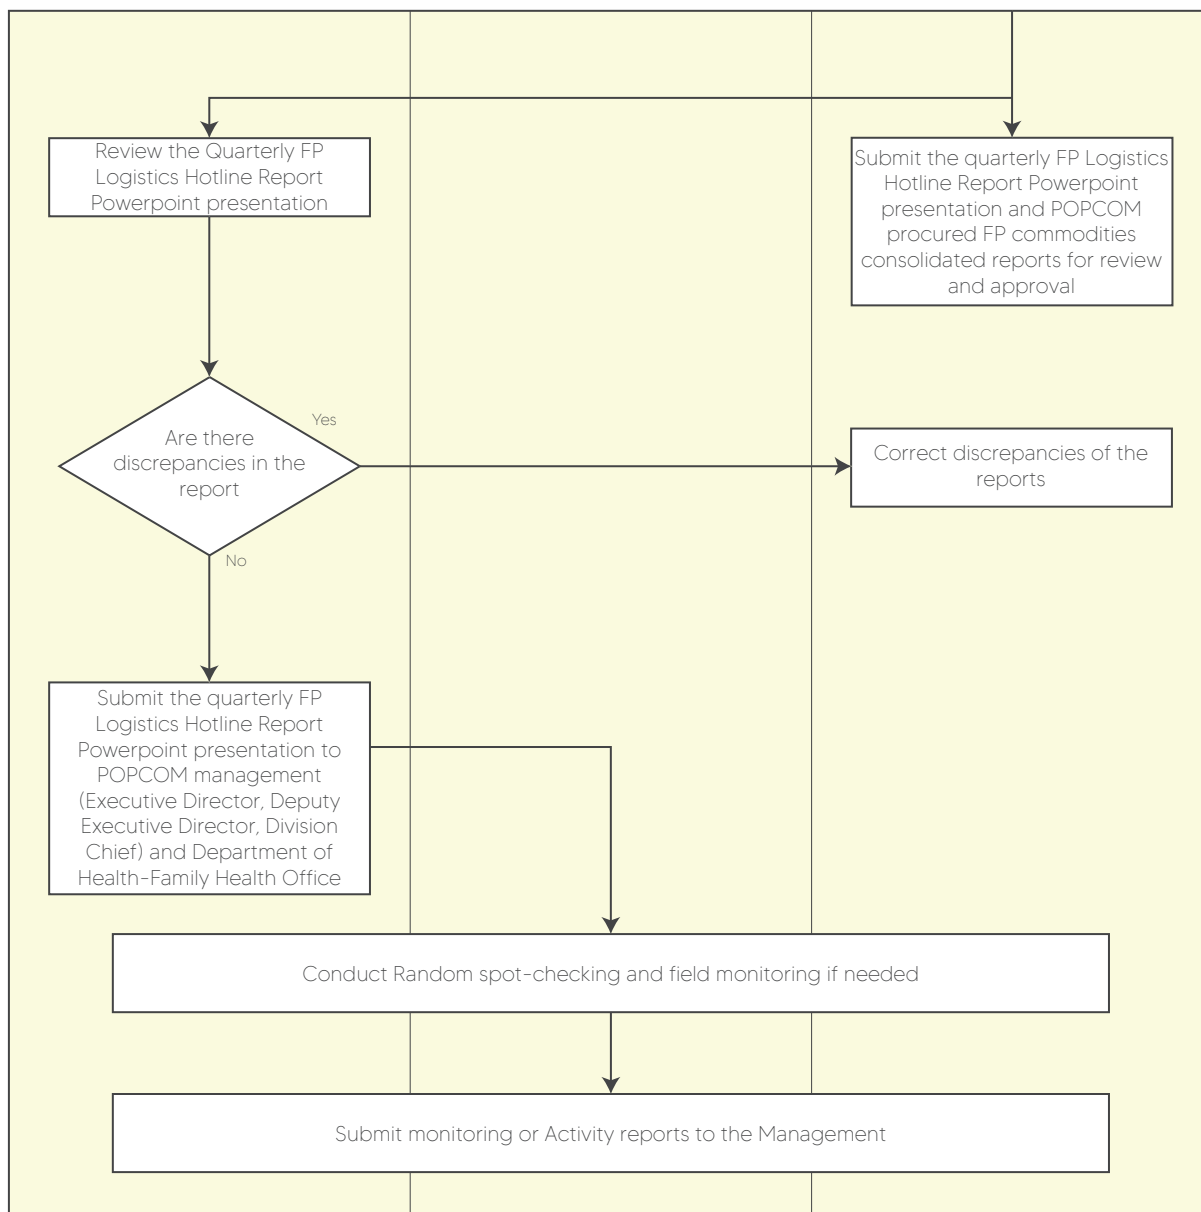 Review the Quarterly FP
Logistics Hotline Report
Powerpoint presentation
Submit the quarterly FP Logistics
Hotline Report Powerpoint
presentation and POPCOM
procured FP commodities
consolidated reports for review
and approval
Are there
discrepancies in the
report
Yes
Correct discrepancies of the
reports
No
Submit the quarterly FP
Logistics Hotline Report
Powerpoint presentation to
POPCOM management
(Executive Director, Deputy
Executive Director, Division
Chief) and Department of
Health-Family Health Office
Conduct Random spot-checking and field monitoring if needed
Submit monitoring or Activity reports to the Management